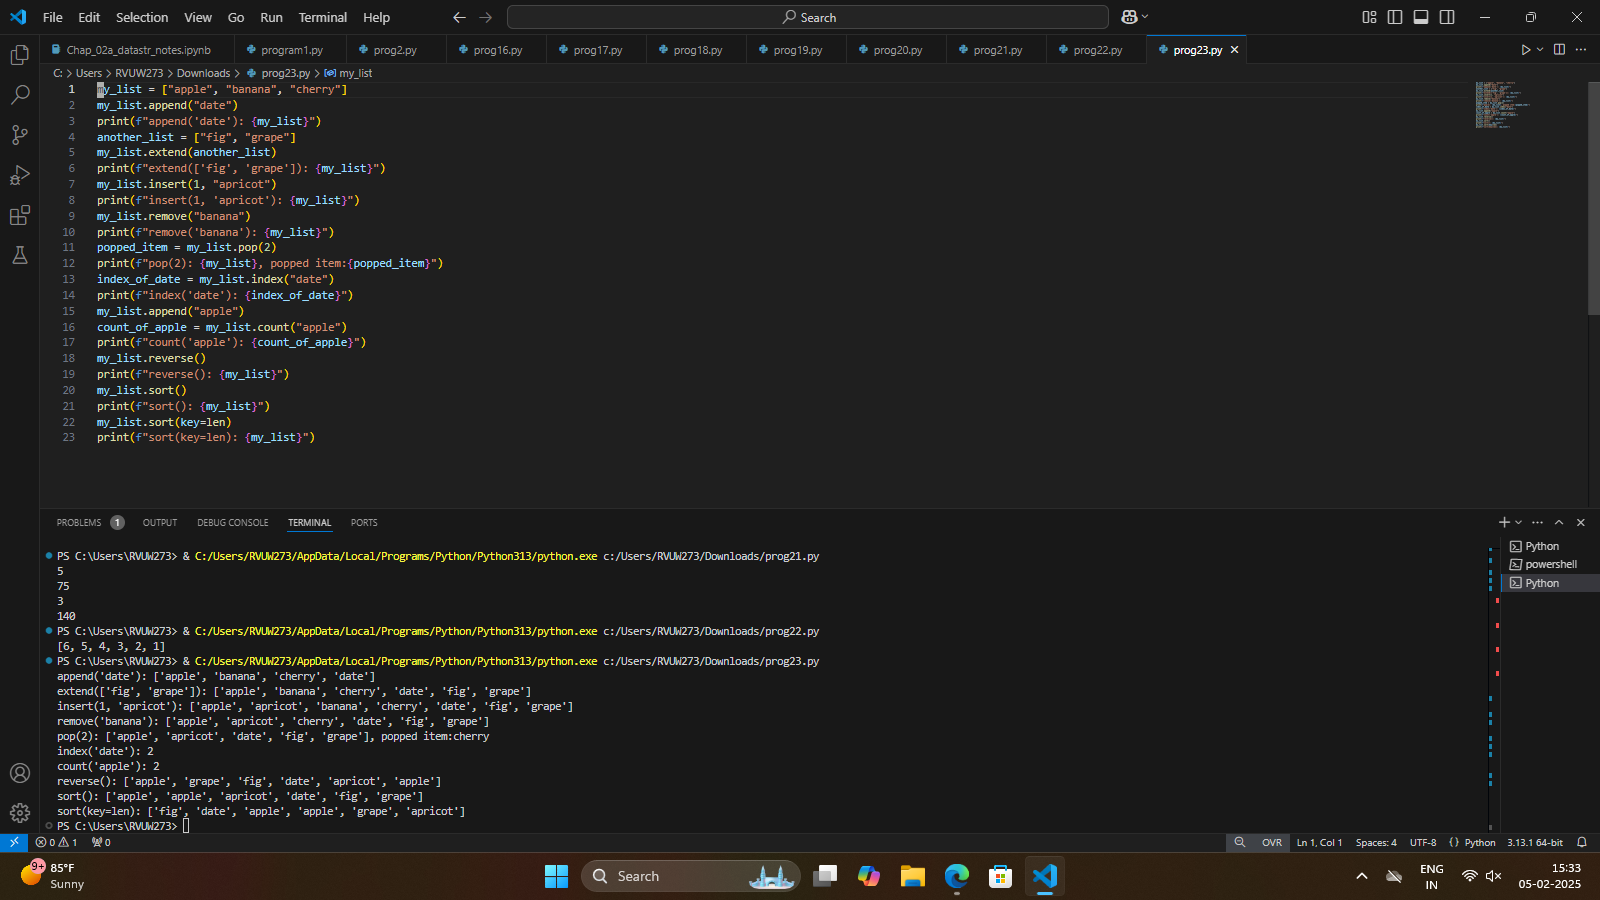 File Edit Selection View Go Run Terminal Help Search
Chap_02a_datastr_notes.ipynb program1.py prog2.py prog16.py prog17.py prog18.py prog19.py prog20.py prog21.py prog22.py prog23.py
C: > Users > RVUW273 > Downloads > prog23.py > my_list
1 my_list = ["apple", "banana", "cherry"]
2 my_list.append("date")
3 print(f"append('date'): {my_list}")
4 another_list = ["fig", "grape"]
5 my_list.extend(another_list)
6 print(f"extend(['fig', 'grape']): {my_list}")
7 my_list.insert(1, "apricot")
8 print(f"insert(1, 'apricot'): {my_list}")
9 my_list.remove("banana")
10 print(f"remove('banana'): {my_list}")
11 popped_item = my_list.pop(2)
12 print(f"pop(2): {my_list}, popped item:{popped_item}")
13 index_of_date = my_list.index("date")
14 print(f"index('date'): {index_of_date}")
15 my_list.append("apple")
16 count_of_apple = my_list.count("apple")
17 print(f"count('apple'): {count_of_apple}")
18 my_list.reverse()
19 print(f"reverse(): {my_list}")
20 my_list.sort()
21 print(f"sort(): {my_list}")
22 my_list.sort(key=len)
23 print(f"sort(key=len): {my_list}")
PROBLEMS 1 OUTPUT DEBUG CONSOLE TERMINAL PORTS
Python
powershell
Python
PS C:\Users\RVUW273> & C:/Users/RVUW273/AppData/Local/Programs/Python/Python313/python.exe c:/Users/RVUW273/Downloads/prog21.py
5
75
3
140
PS C:\Users\RVUW273> & C:/Users/RVUW273/AppData/Local/Programs/Python/Python313/python.exe c:/Users/RVUW273/Downloads/prog22.py
[6, 5, 4, 3, 2, 1]
PS C:\Users\RVUW273> & C:/Users/RVUW273/AppData/Local/Programs/Python/Python313/python.exe c:/Users/RVUW273/Downloads/prog23.py
append('date'): ['apple', 'banana', 'cherry', 'date']
extend(['fig', 'grape']): ['apple', 'banana', 'cherry', 'date', 'fig', 'grape']
insert(1, 'apricot'): ['apple', 'apricot', 'banana', 'cherry', 'date', 'fig', 'grape']
remove('banana'): ['apple', 'apricot', 'cherry', 'date', 'fig', 'grape']
pop(2): ['apple', 'apricot', 'date', 'fig', 'grape'], popped item:cherry
index('date'): 2
count('apple'): 2
reverse(): ['apple', 'grape', 'fig', 'date', 'apricot', 'apple']
sort(): ['apple', 'apple', 'apricot', 'date', 'fig', 'grape']
sort(key=len): ['fig', 'date', 'apple', 'apple', 'grape', 'apricot']
PS C:\Users\RVUW273>
0 1 0 OVR Ln 1, Col 1 Spaces: 4 UTF-8 {} Python 3.13.1 64-bit
9+ 85°F
Sunny
Search
ENG
IN
15:33
05-02-2025